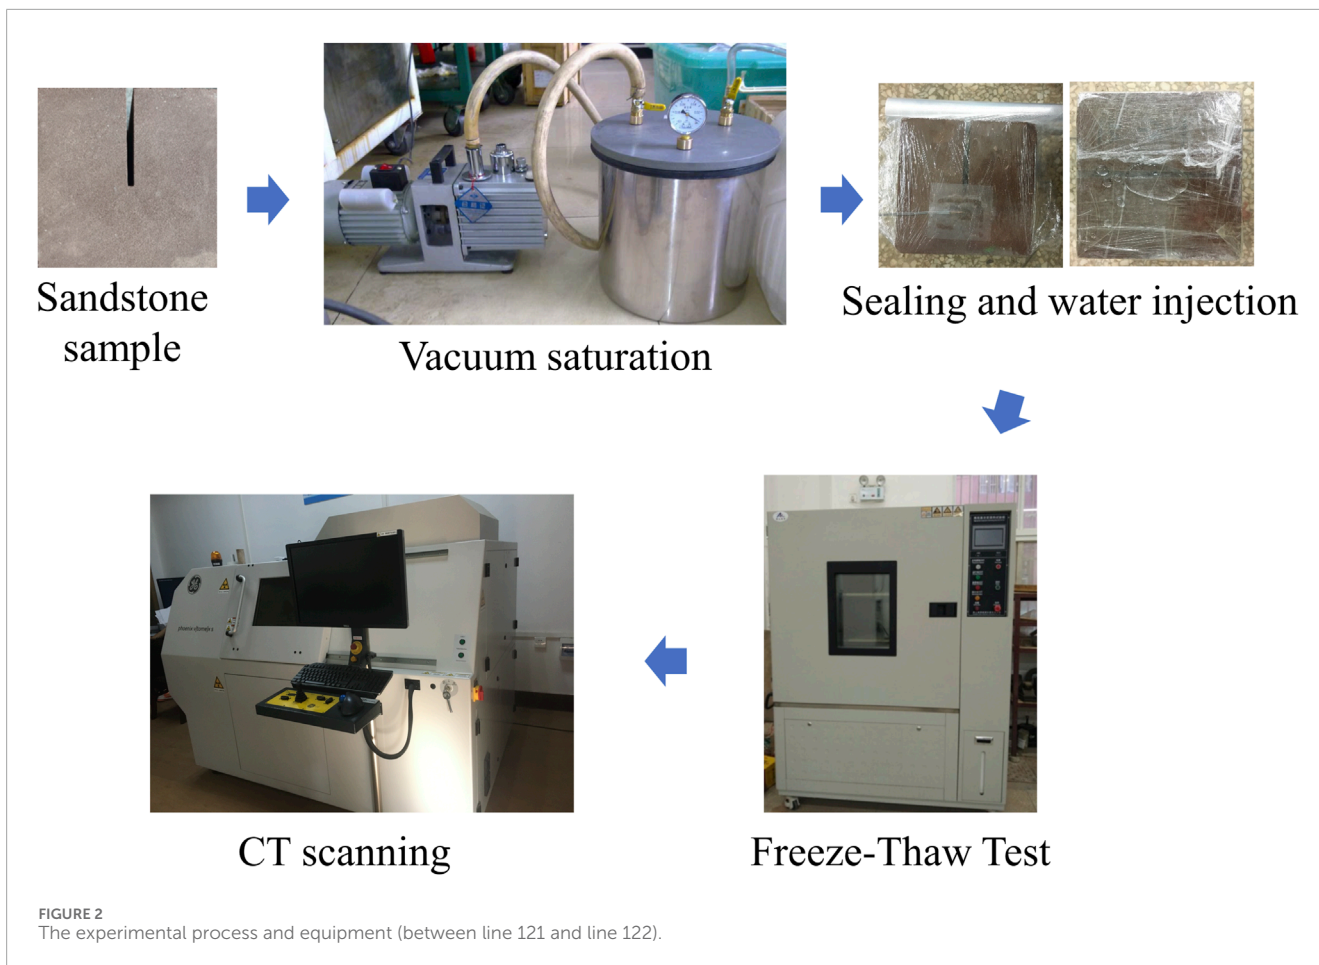 Sandstone
sample
Vacuum saturation
Sealing and water injection
CT scanning
Freeze-Thaw Test
FIGURE 2
The experimental process and equipment (between line 121 and line 122).